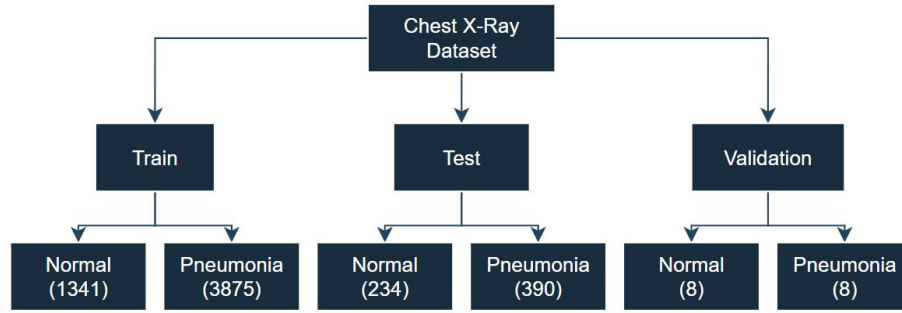 Chest X-Ray
Dataset
Train
Test
Validation
Normal
(1341)
Pneumonia
(3875)
Normal
(234)
Pneumonia
(390)
Normal
(8)
Pneumonia
(8)